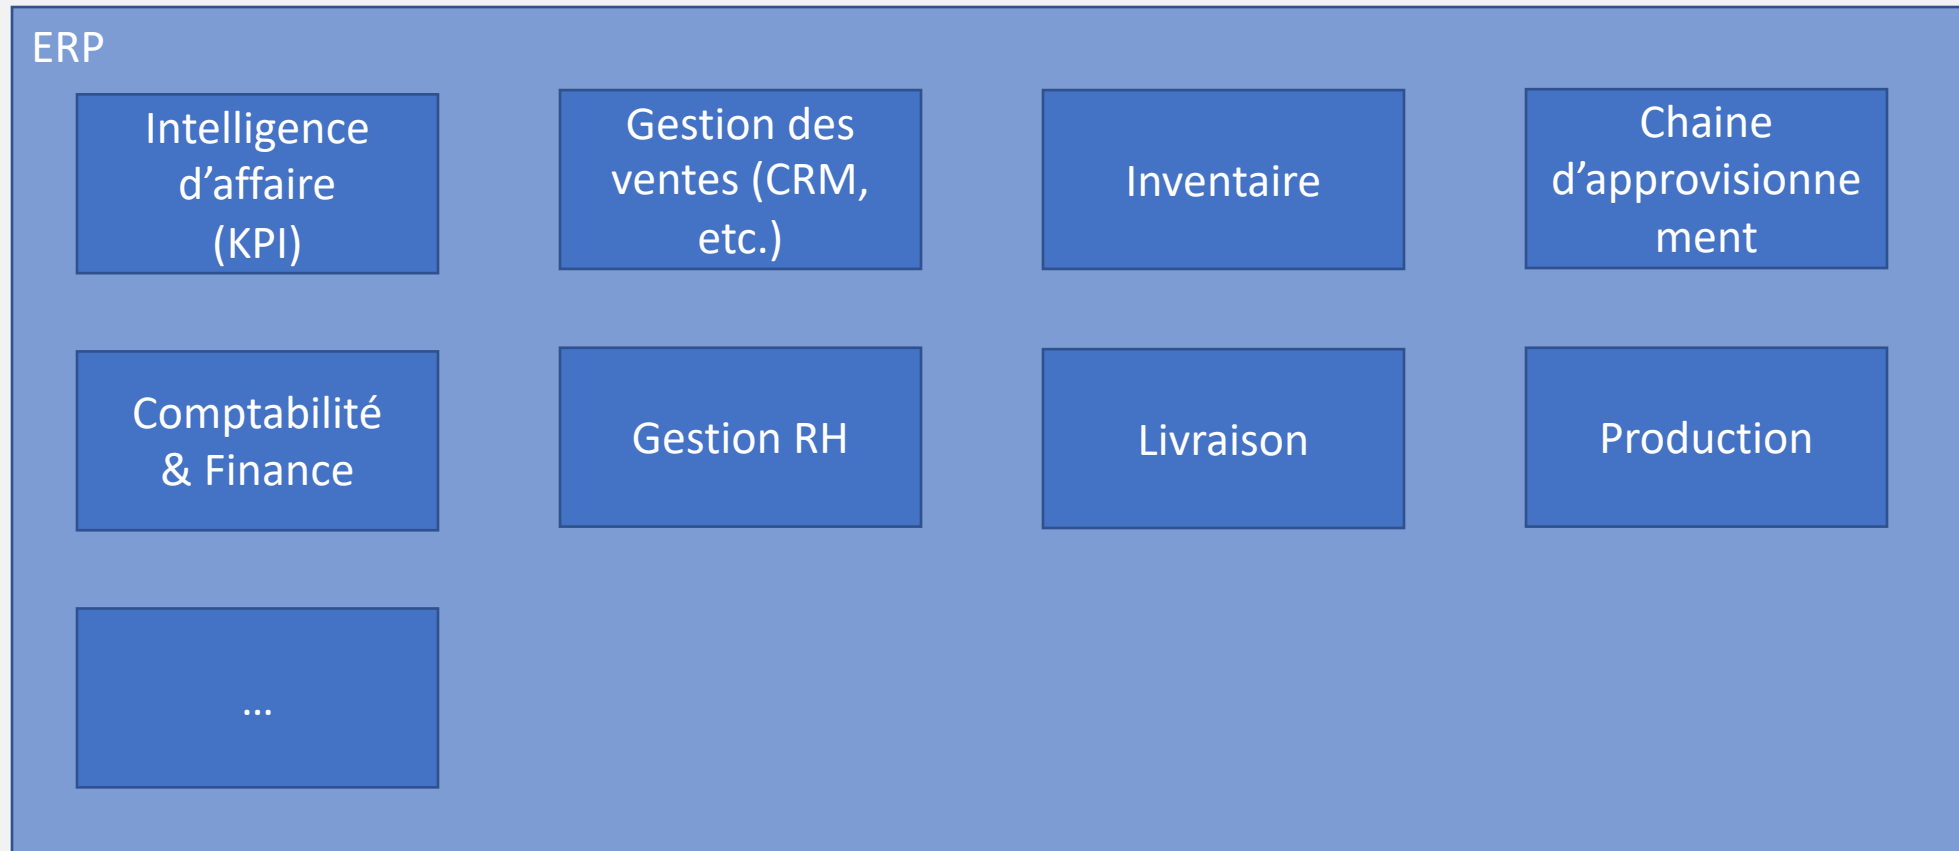 ERP
Intelligence
d’affaire
(KPI)
Gestion des
ventes (CRM,
etc.)
Inventaire
Chaine
d’approvisionne
ment
Comptabilité
& Finance
Gestion RH
Livraison
Production
…